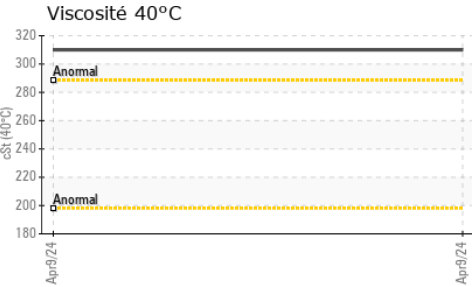 Viscosité 40°C
320
300
Anormal
280
260
240
220
Anormal
200
180
cSt (40°C)
Apr9/24
Apr9/24